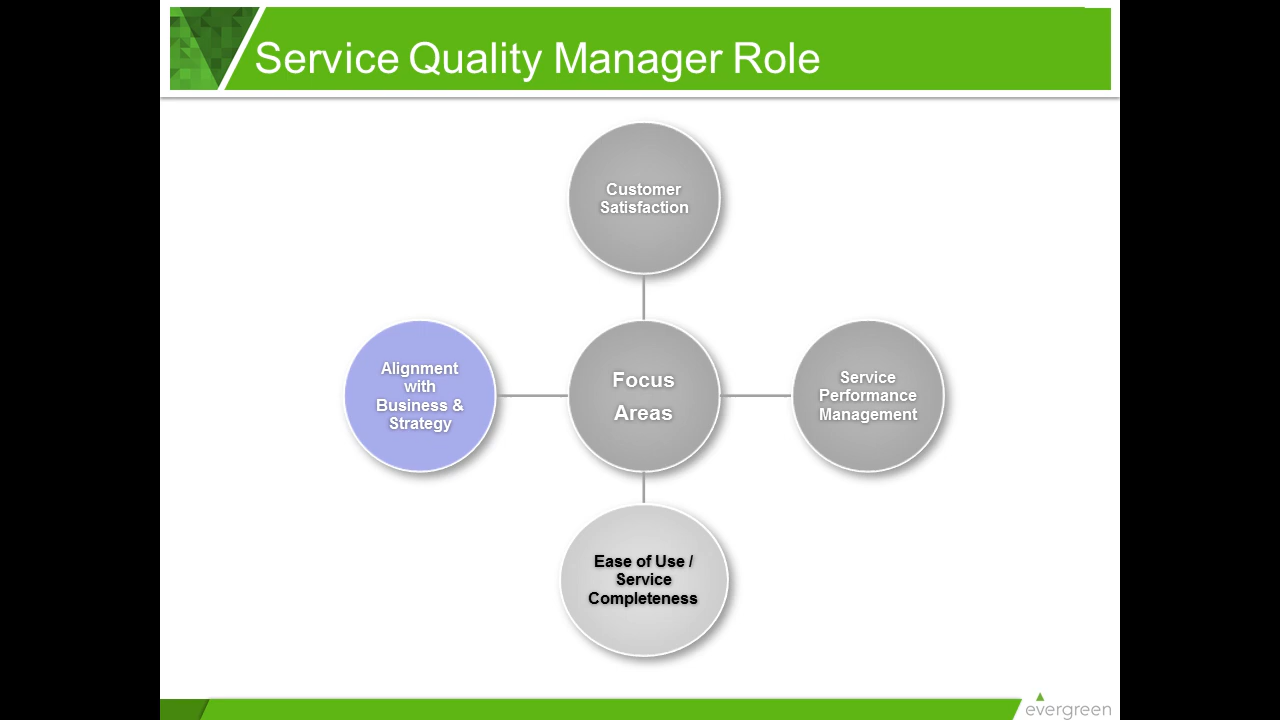 Service Quality Manager Role
Customer
Satisfaction
Alignment
with
Business &
Strategy
Focus
Areas
Service
Performance
Management
Ease of Use /
Service
Completeness
evergreen